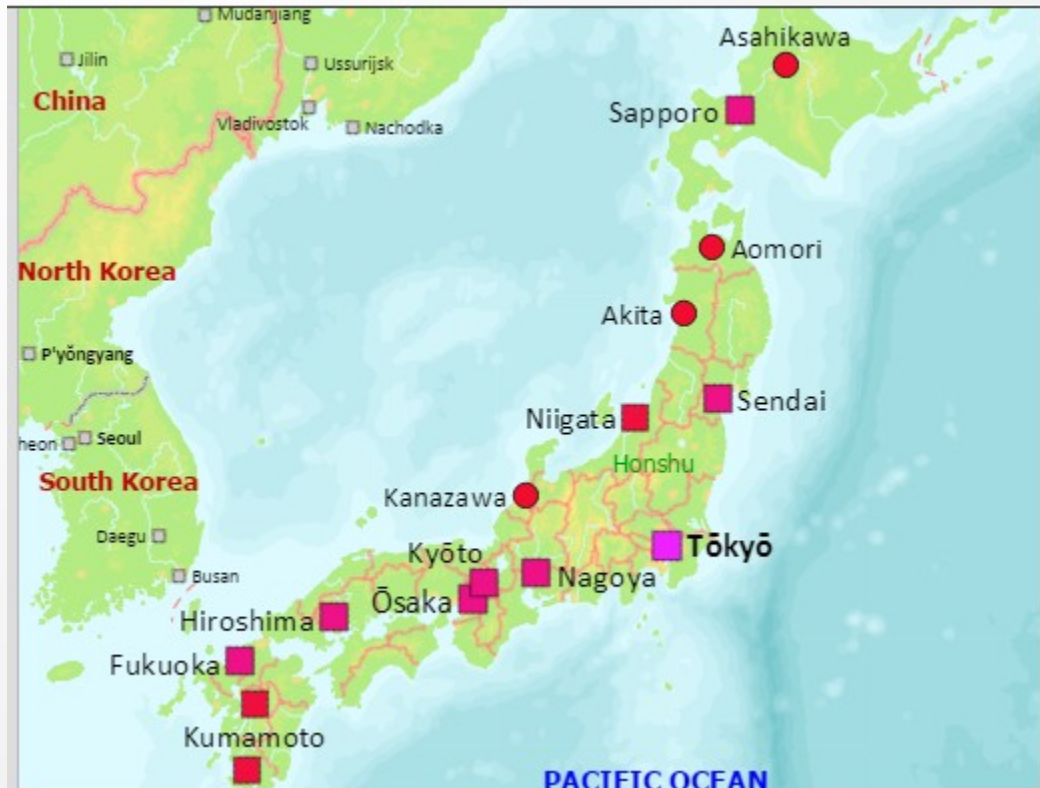 Mudanjiang
Asahikawa
Jilin
Ussurijsk
China
Sapporo
Vladivostok
Nachodka
Aomori
North Korea
Akita
P'yŏngyang
Sendai
Niigata
Seoul
heon
Honshu
South Korea
Kanazawa
Daegu
Tōkyō
Kyōto
Busan
Nagoya
Ōsaka
Hiroshima
Fukuoka
Kumamoto
PACIFIC OCEAN